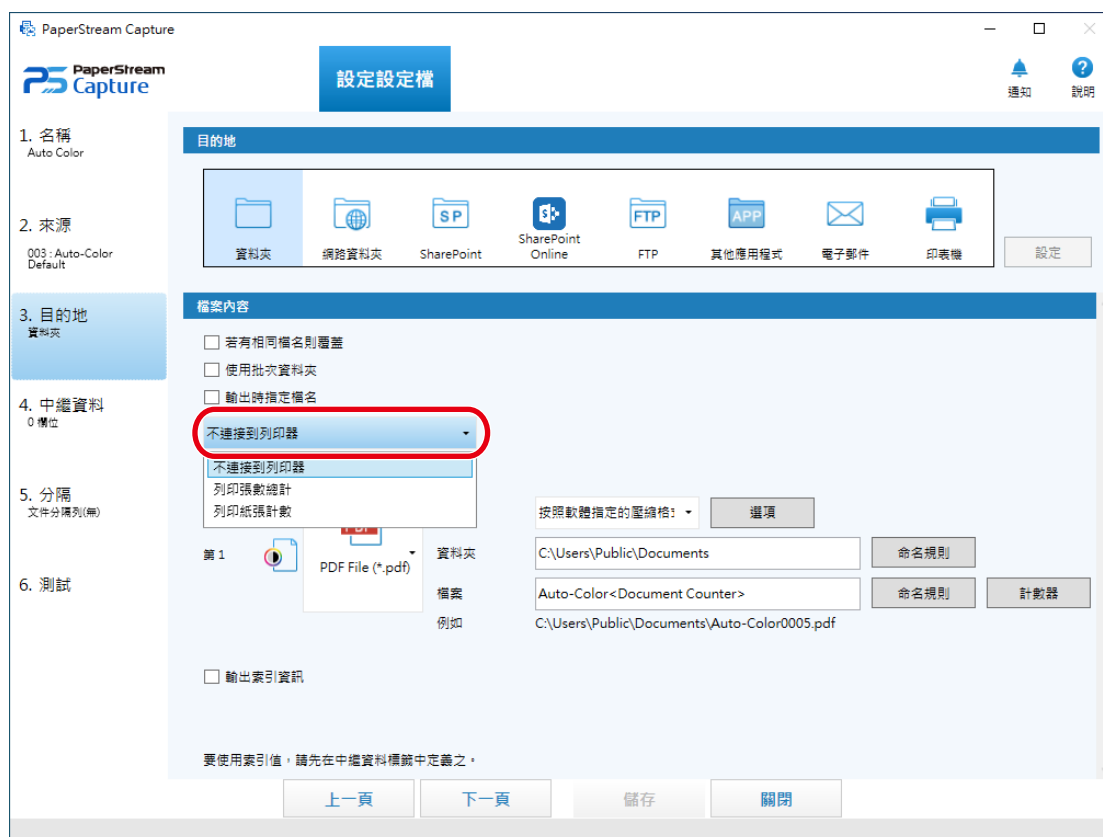 PaperStream Capture
PS PaperStream Capture
設定設定檔
通知
說明
1. 名稱
Auto Color
2. 來源
003 : Auto-Color
Default
3. 目的地
資料夾
4. 中繼資料
0 欄位
5. 分隔
文件分隔列(無)
6. 測試
目的地
資料夾
網路資料夾
SP
SharePoint
SharePoint
Online
FTP
FTP
APP
其他應用程式
電子郵件
印表機
設定
檔案內容
若有相同檔名則覆蓋
使用批次資料夾
輸出時指定檔名
不連接到列印器
不連接到列印器
列印張數總計
列印紙張計數
按照軟體指定的壓縮格
選項
第 1
PDF File (*.pdf)
資料夾
C:\Users\Public\Documents
命名規則
檔案
Auto-Color<Document Counter>
命名規則
計數器
例如
C:\Users\Public\Documents\Auto-Color0005.pdf
輸出索引資訊
要使用索引值，請先在中繼資料標籤中定義之。
上一頁
下一頁
儲存
關閉